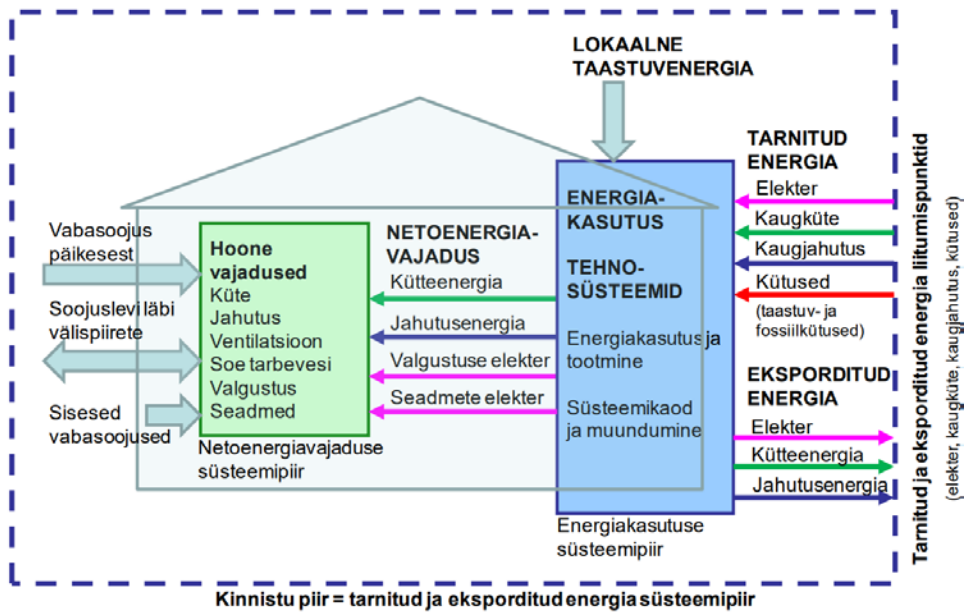 LOKAALNE
TAASTUVENERGIA
Vabasoojus
päikesest
Soojuslevi läbi
välispiirete
Sisesed
vabasoojused
Hoone
vajadused
Küte
Jahutus
Ventilatsioon
Soe tarbevesi
Valgustus
Seadmed
Netoenergiavajaduse
süsteemipiir
NETOENERGIA-
VAJADUS
Kütteenergia
Jahutusenergia
Valgustuse elekter
Seadmete elekter
ENERGIA-
KASUTUS
TEHNO-
SÜSTEEMID
Energiakasutus ja
tootmine
Süsteemikaod
ja muundumine
Energiakasutuse
süsteemipiir
TARNITUD
ENERGIA
Elekter
Kaugküte
Kaugjahutus
Kütused
(taastuv- ja
fossiilkütused)
EKSPORDITUD
ENERGIA
Elekter
Kütteenergia
Jahutusenergia
Tarnitud ja eksporditud energia liitumispunktid
(elekter, kaugküte, kaugjahutus, kütused)
Kinnistu piir = tarnitud ja eksporditud energia süsteemipiir